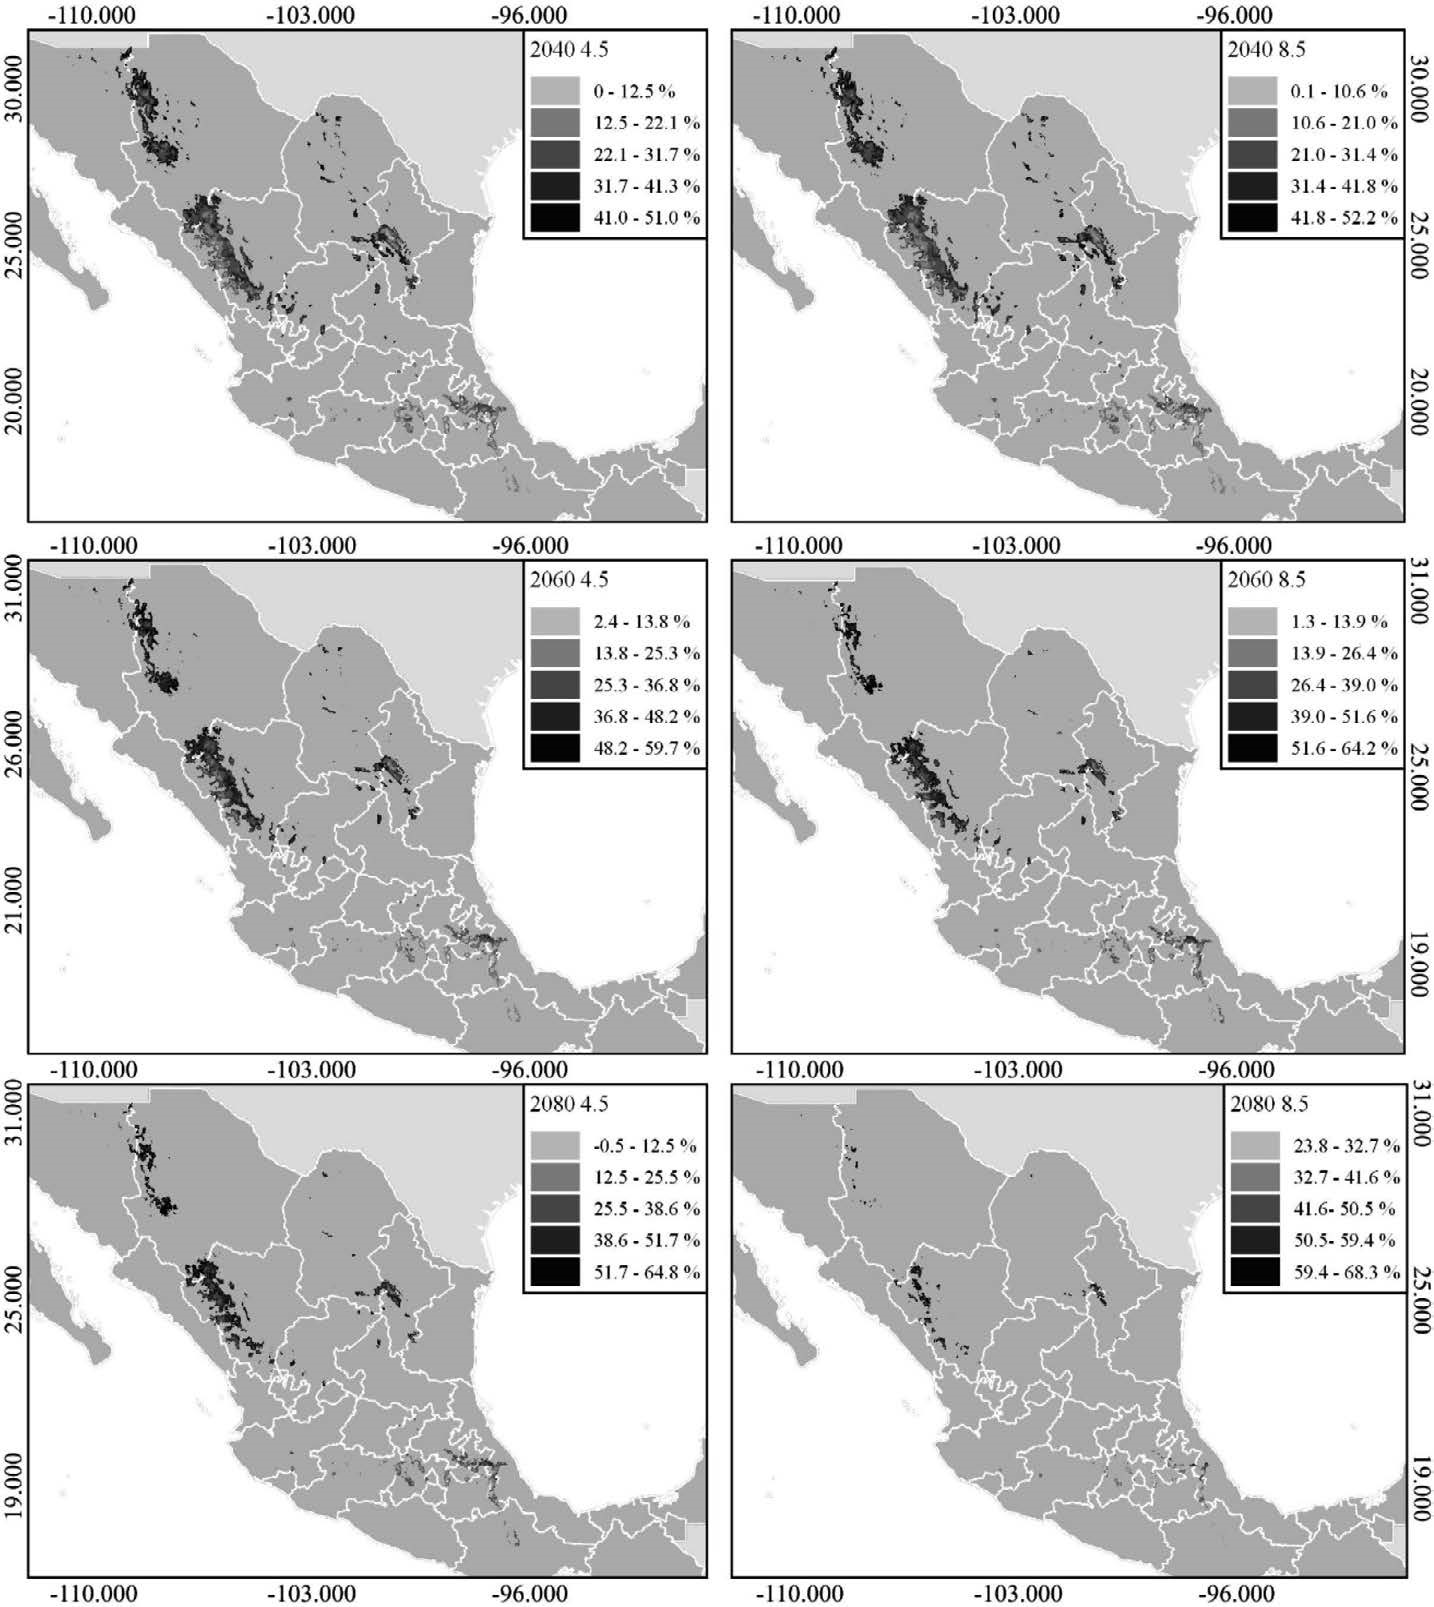 -110.000 -103.000 -96.000 -110.000 -103.000 -96.000
30.000
25.000
20.000
2040 4.5
0 - 12.5 %
12.5 - 22.1 %
22.1 - 31.7 %
31.7 - 41.3 %
41.0 - 51.0 %
2040 8.5
0.1 - 10.6 %
10.6 - 21.0 %
21.0 - 31.4 %
31.4 - 41.8 %
41.8 - 52.2 %
30.000
25.000
20.000
-110.000 -103.000 -96.000 -110.000 -103.000 -96.000
31.000
26.000
21.000
2060 4.5
2.4 - 13.8 %
13.8 - 25.3 %
25.3 - 36.8 %
36.8 - 48.2 %
48.2 - 59.7 %
2060 8.5
1.3 - 13.9 %
13.9 - 26.4 %
26.4 - 39.0 %
39.0 - 51.6 %
51.6 - 64.2 %
31.000
25.000
19.000
-110.000 -103.000 -96.000 -110.000 -103.000 -96.000
31.000
25.000
19.000
2080 4.5
-0.5 - 12.5 %
12.5 - 25.5 %
25.5 - 38.6 %
38.6 - 51.7 %
51.7 - 64.8 %
2080 8.5
23.8 - 32.7 %
32.7 - 41.6 %
41.6- 50.5 %
50.5- 59.4 %
59.4 - 68.3 %
31.000
25.000
19.000
-110.000 -103.000 -96.000 -110.000 -103.000 -96.000